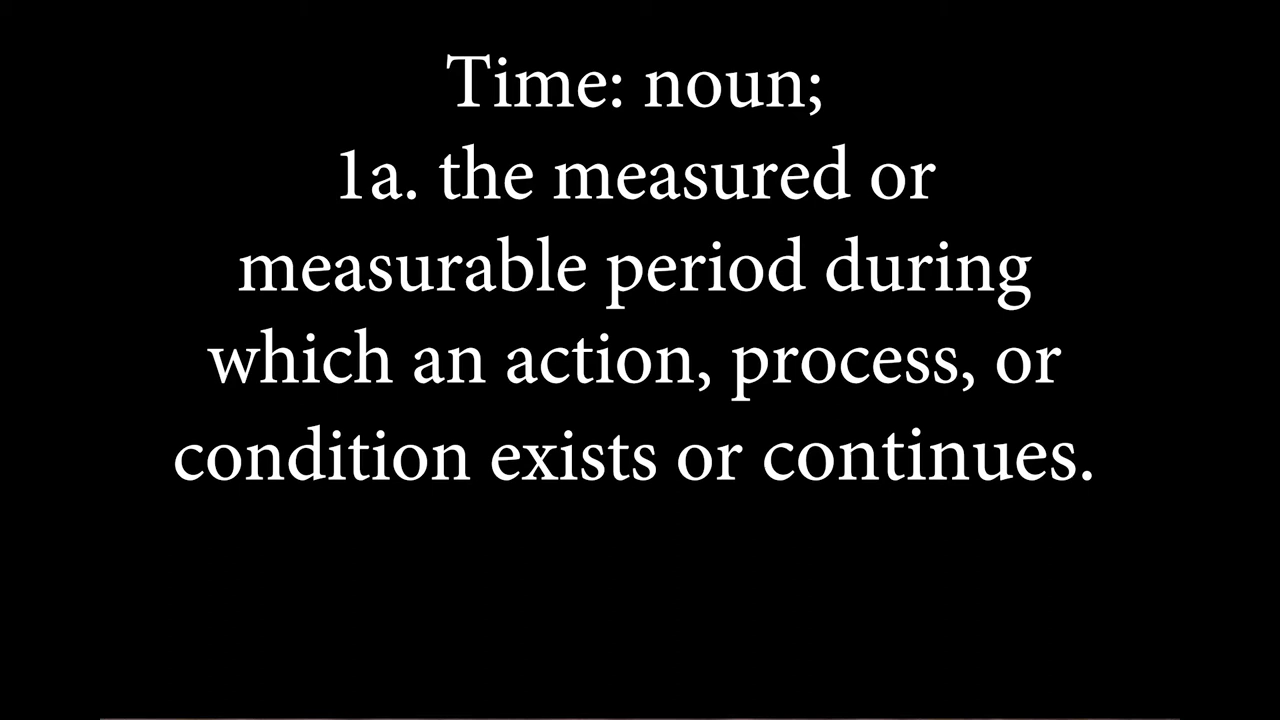 Time: noun;
1a. the measured or
measurable period during
which an action, process, or
condition exists or continues.